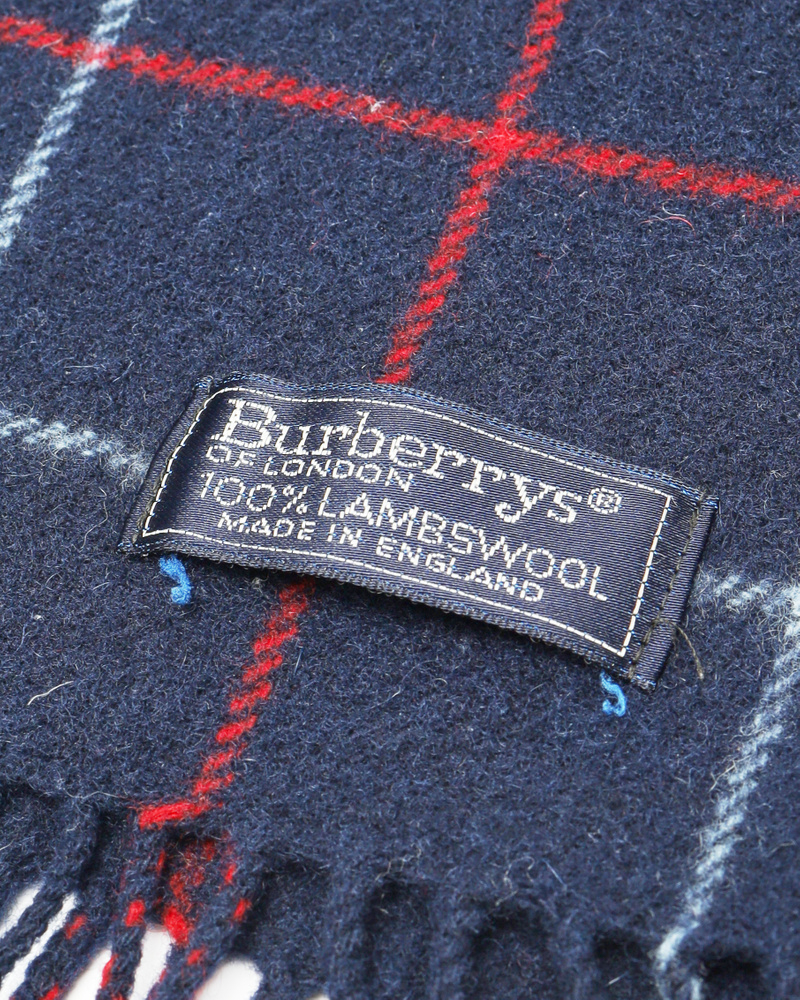 Burberrys®
OF LONDON
100% LAMBSWOOL
MADE IN ENGLAND